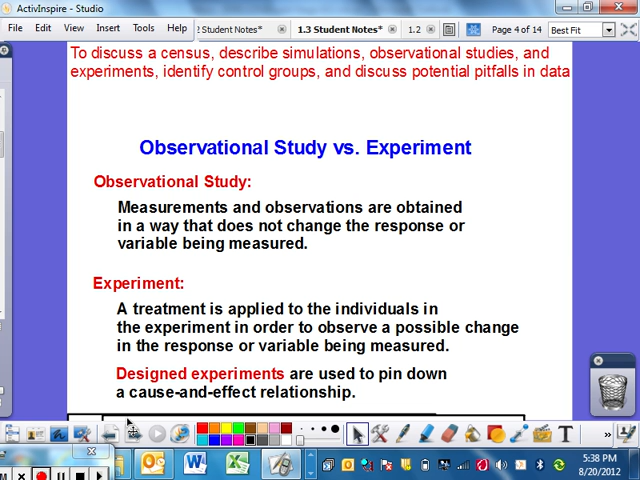 ActivInspire - Studio
File Edit View Insert Tools Help
2 Student Notes*
1.3 Student Notes*
1.2
Page 4 of 14
Best Fit
To discuss a census, describe simulations, observational studies, and
experiments, identify control groups, and discuss potential pitfalls in data
Observational Study vs. Experiment
Observational Study:
Measurements and observations are obtained
in a way that does not change the response or
variable being measured.
Experiment:
A treatment is applied to the individuals in
the experiment in order to observe a possible change
in the response or variable being measured.
Designed experiments are used to pin down
a cause-and-effect relationship.
T
»
5:38 PM
8/20/2012